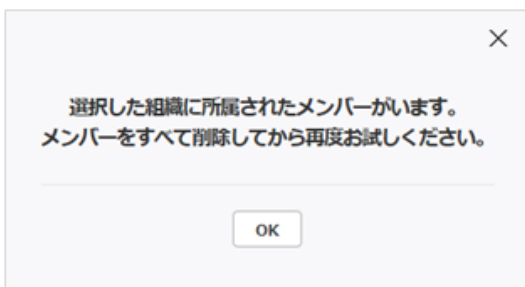 選択した組織に所属されたメンバーがいます。
メンバーをすべて削除してから再度お試しください。
OK